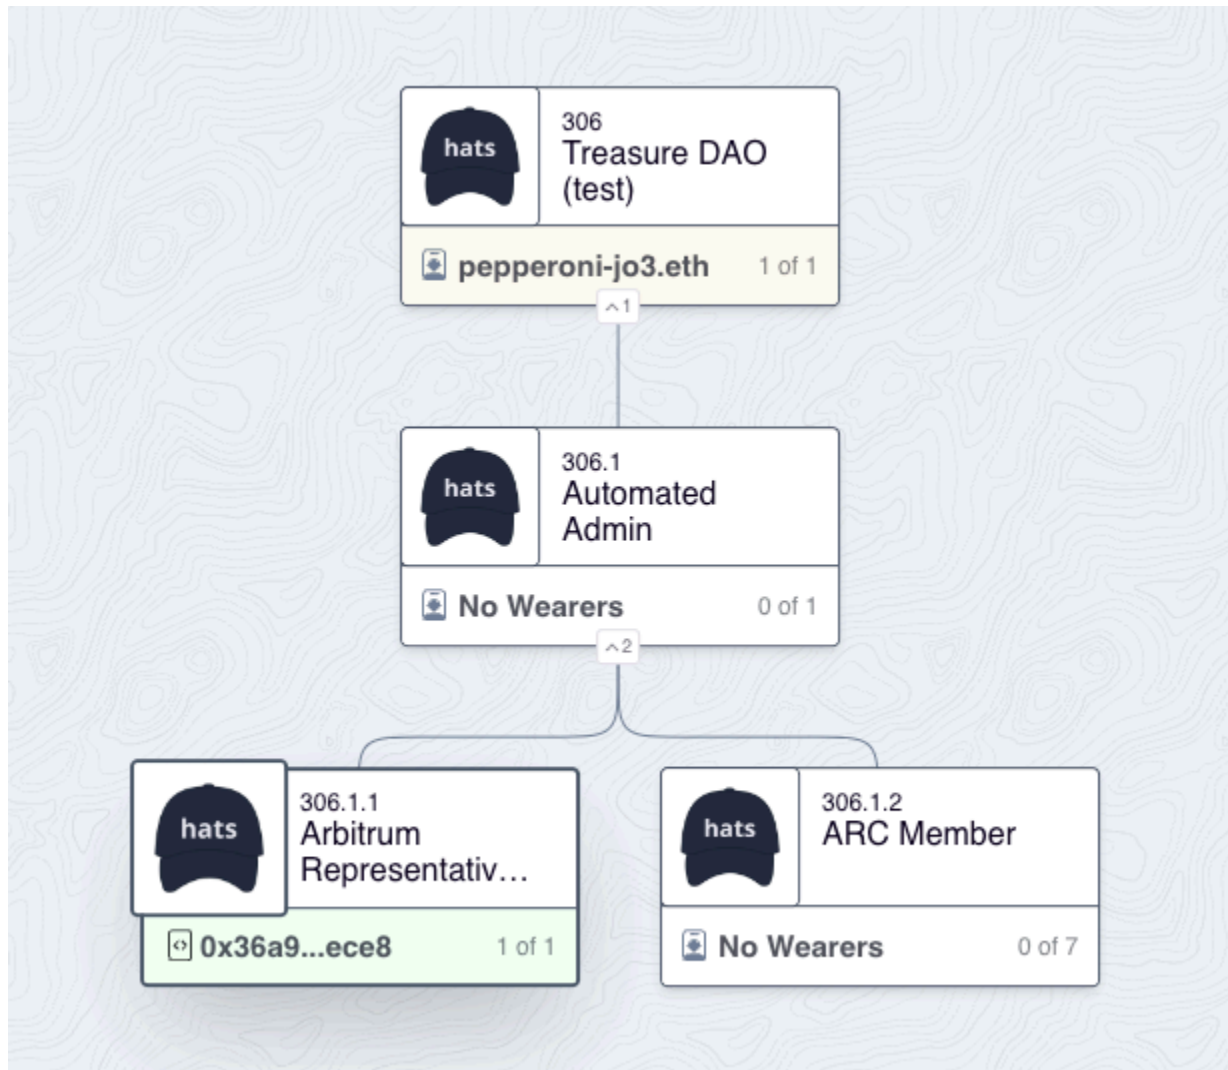 hats
306
Treasure DAO
(test)
pepperoni-jo3.eth 1 of 1
^1
hats
306.1
Automated
Admin
No Wearers 0 of 1
^2
hats
306.1.1
Arbitrum
Representativ...
0x36a9...ece8 1 of 1
hats
306.1.2
ARC Member
No Wearers 0 of 7